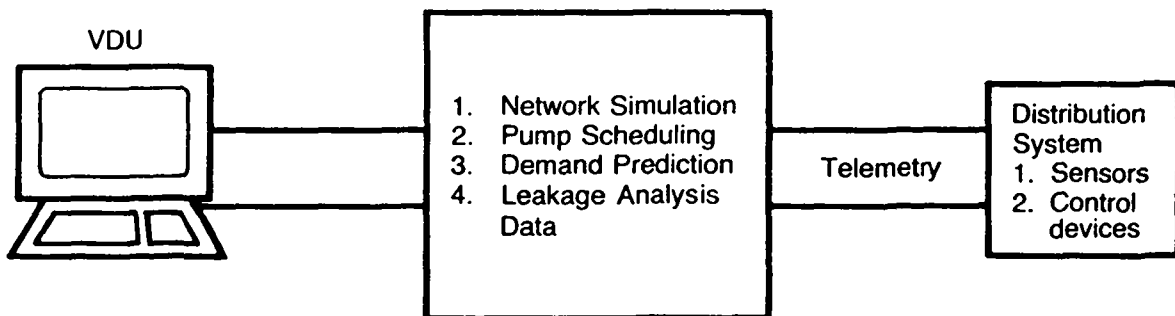 VDU
1. Network Simulation
2. Pump Scheduling
3. Demand Prediction
4. Leakage Analysis
Data
Telemetry
Distribution
System
1. Sensors
2. Control
devices